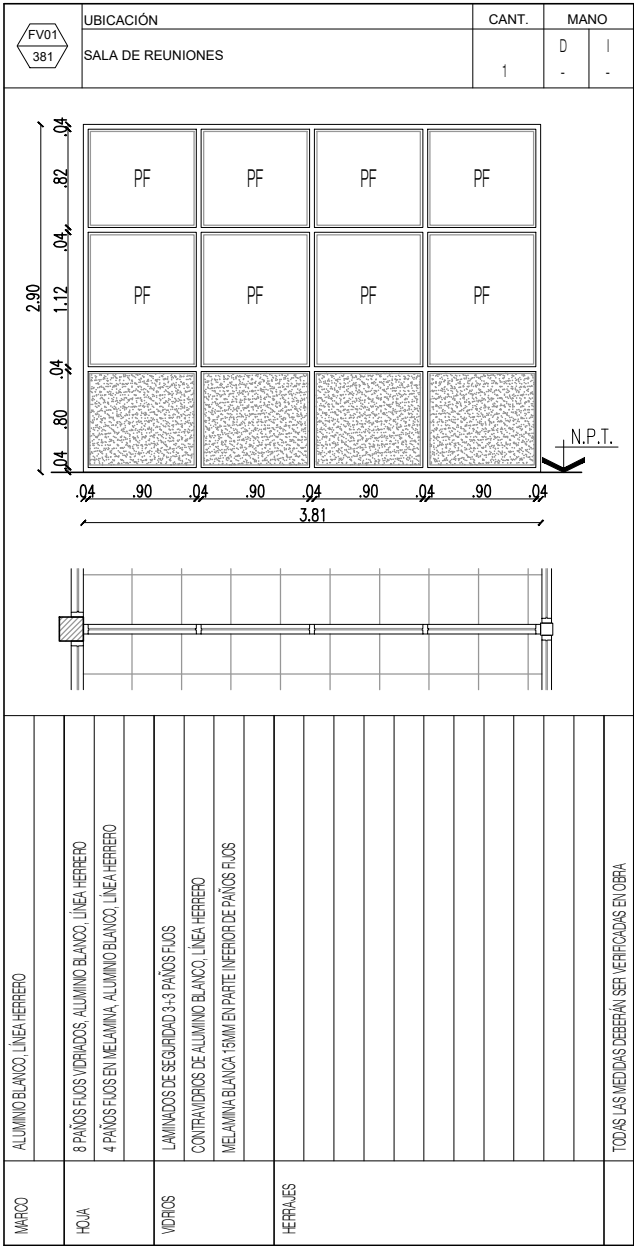 FV01
381
UBICACIÓN
SALA DE REUNIONES
CANT.
1
MANO
D I
- -
.04
.82
.04
1.12
.04
.80
.04
2.90
PF PF PF PF
PF PF PF PF
N.P.T.
.04 .90 .04 .90 .04 .90 .04 .90 .04
3.81
MARCO
ALUMINIO BLANCO, LÍNEA HERRERO
HOJA
8 PAÑOS FIJOS VIDRIADOS, ALUMINIO BLANCO, LÍNEA HERRERO
4 PAÑOS FIJOS EN MELAMINA, ALUMINIO BLANCO, LÍNEA HERRERO
VIDRIOS
LAMINADOS DE SEGURIDAD 3+3 PAÑOS FIJOS
CONTRAVIDRIOS DE ALUMINIO BLANCO, LÍNEA HERRERO
MELAMINA BLANCA 15MM EN PARTE INFERIOR DE PAÑOS FIJOS
HERRAJES
TODAS LAS MEDIDAS DEBERÁN SER VERIFICADAS EN OBRA